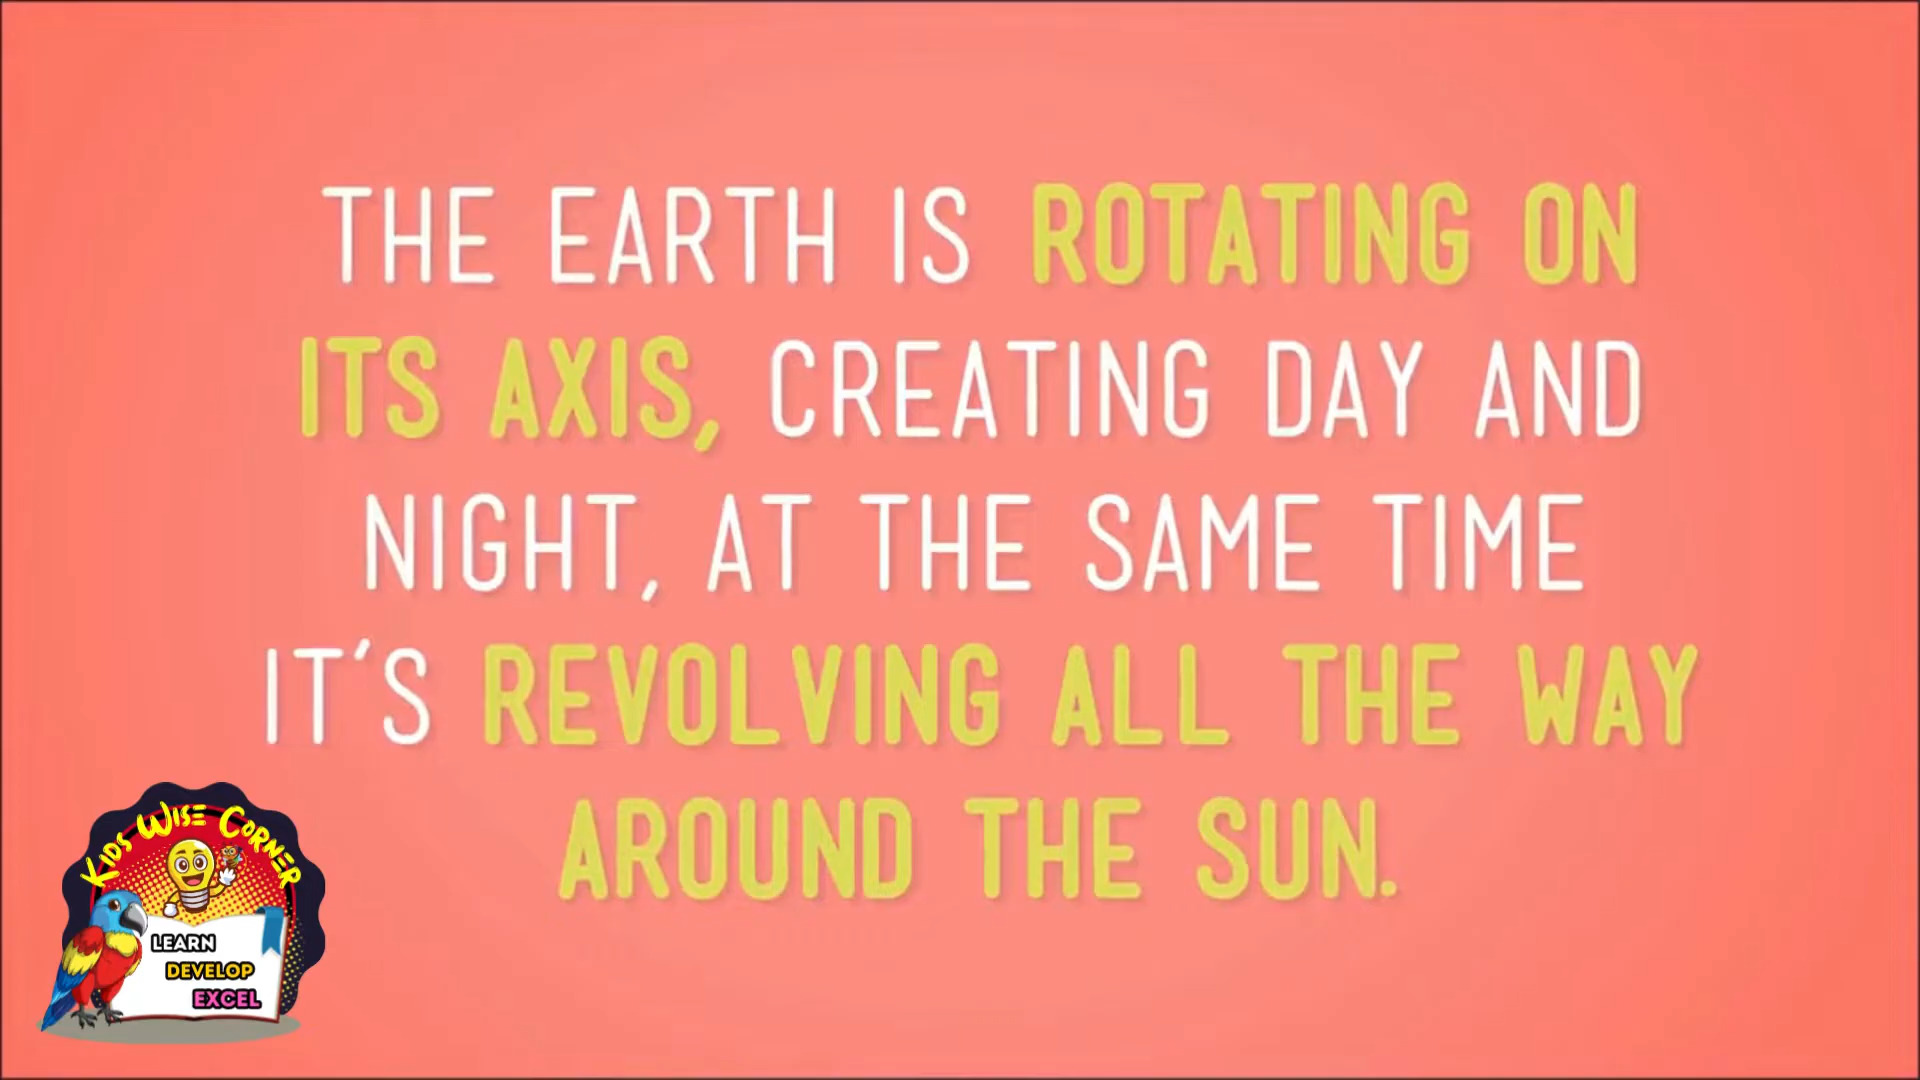 THE EARTH IS ROTATING ON
ITS AXIS, CREATING DAY AND
NIGHT, AT THE SAME TIME
IT'S REVOLVING ALL THE WAY
AROUND THE SUN.
KIDS WISE CORNER
LEARN
DEVELOP
EXCEL